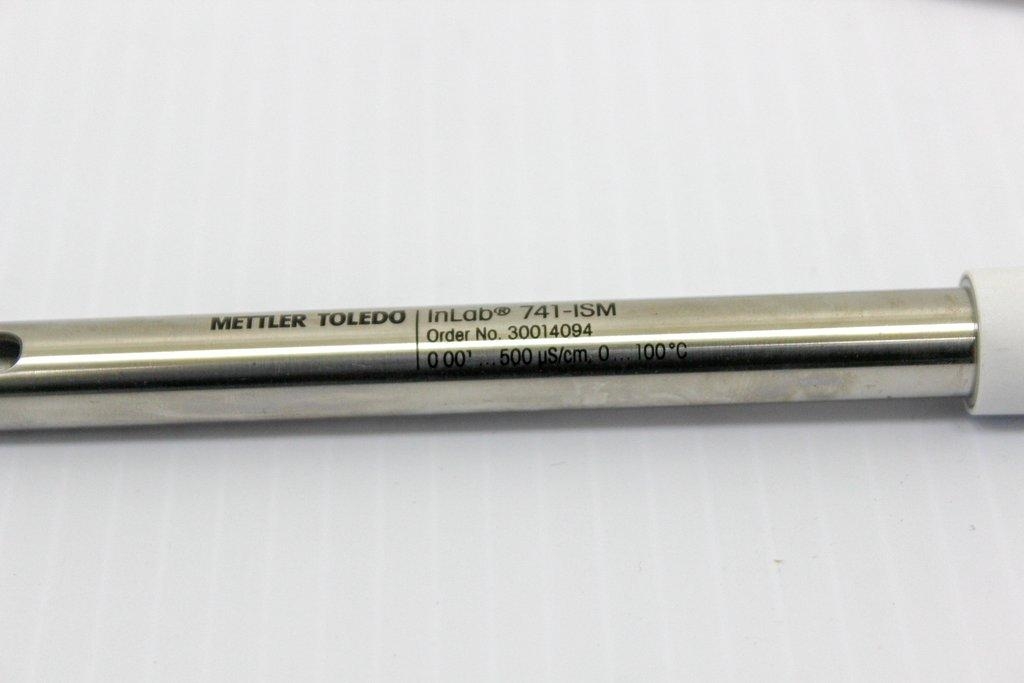 METTLER TOLEDO
InLab® 741-ISM
Order No. 30014094
0 001 ... 500 µS/cm, 0 ... 100°C